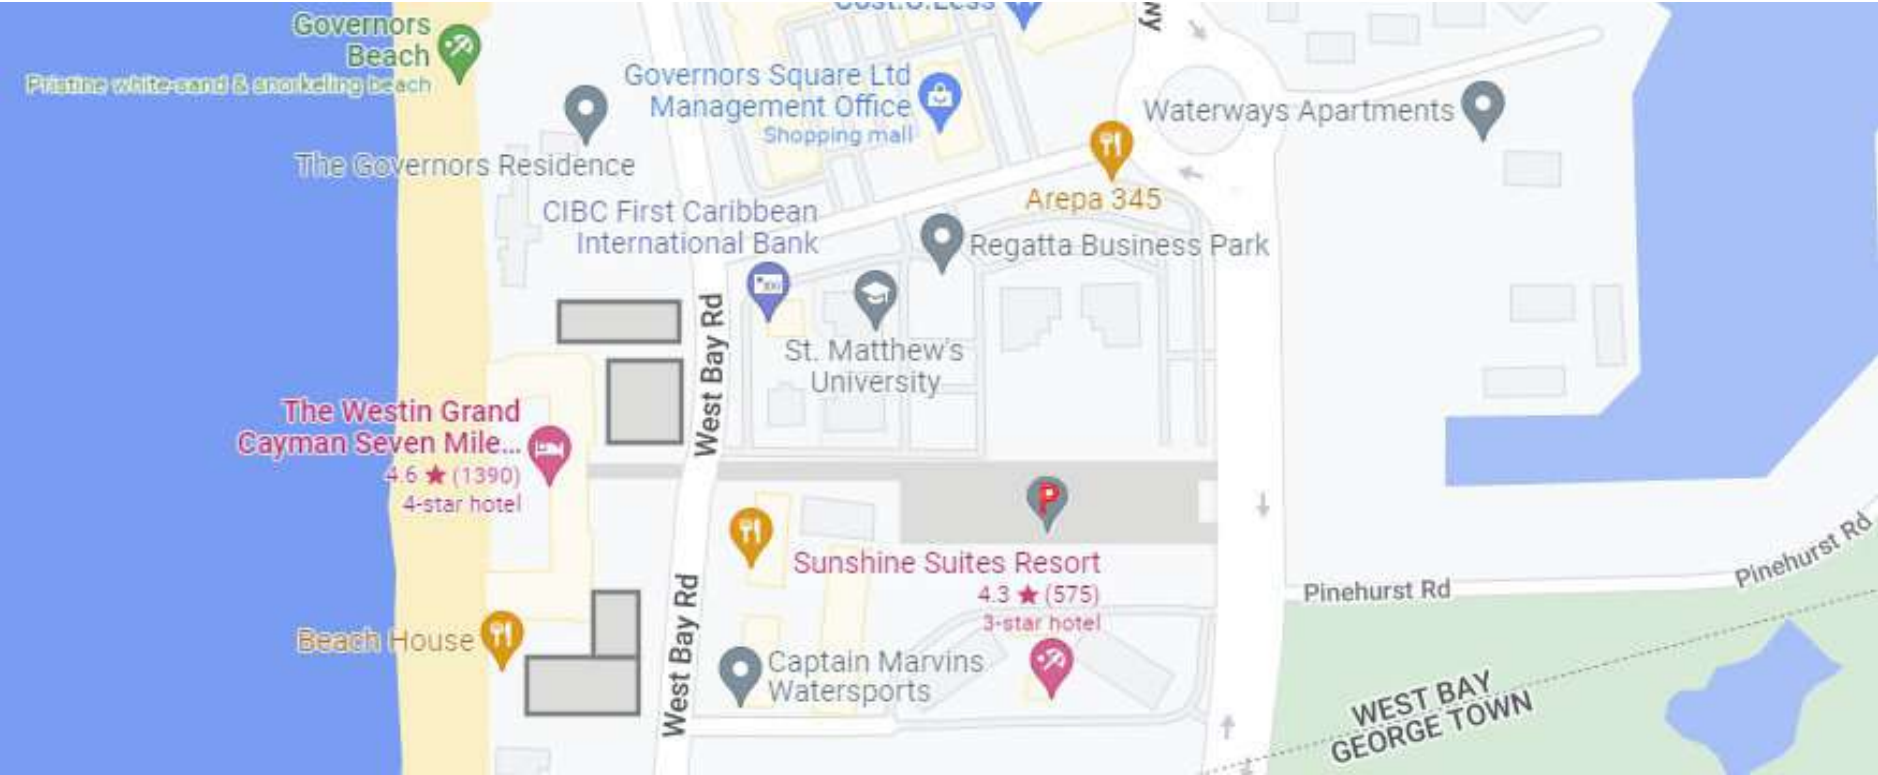 Cost.U.Less
wy
Governors
Beach
Pristine white-sand & snorkeling beach
Governors Square Ltd
Management Office
Shopping mall
Waterways Apartments
The Governors Residence
Arepa 345
CIBC First Caribbean
International Bank
Regatta Business Park
West Bay Rd
St. Matthew's
University
The Westin Grand
Cayman Seven Mile...
4.6 ★ (1390)
4-star hotel
P
Sunshine Suites Resort
4.3 ★ (575)
3-star hotel
Pinehurst Rd
Pinehurst Rd
Beach House
West Bay Rd
Captain Marvins
Watersports
WEST BAY
GEORGE TOWN